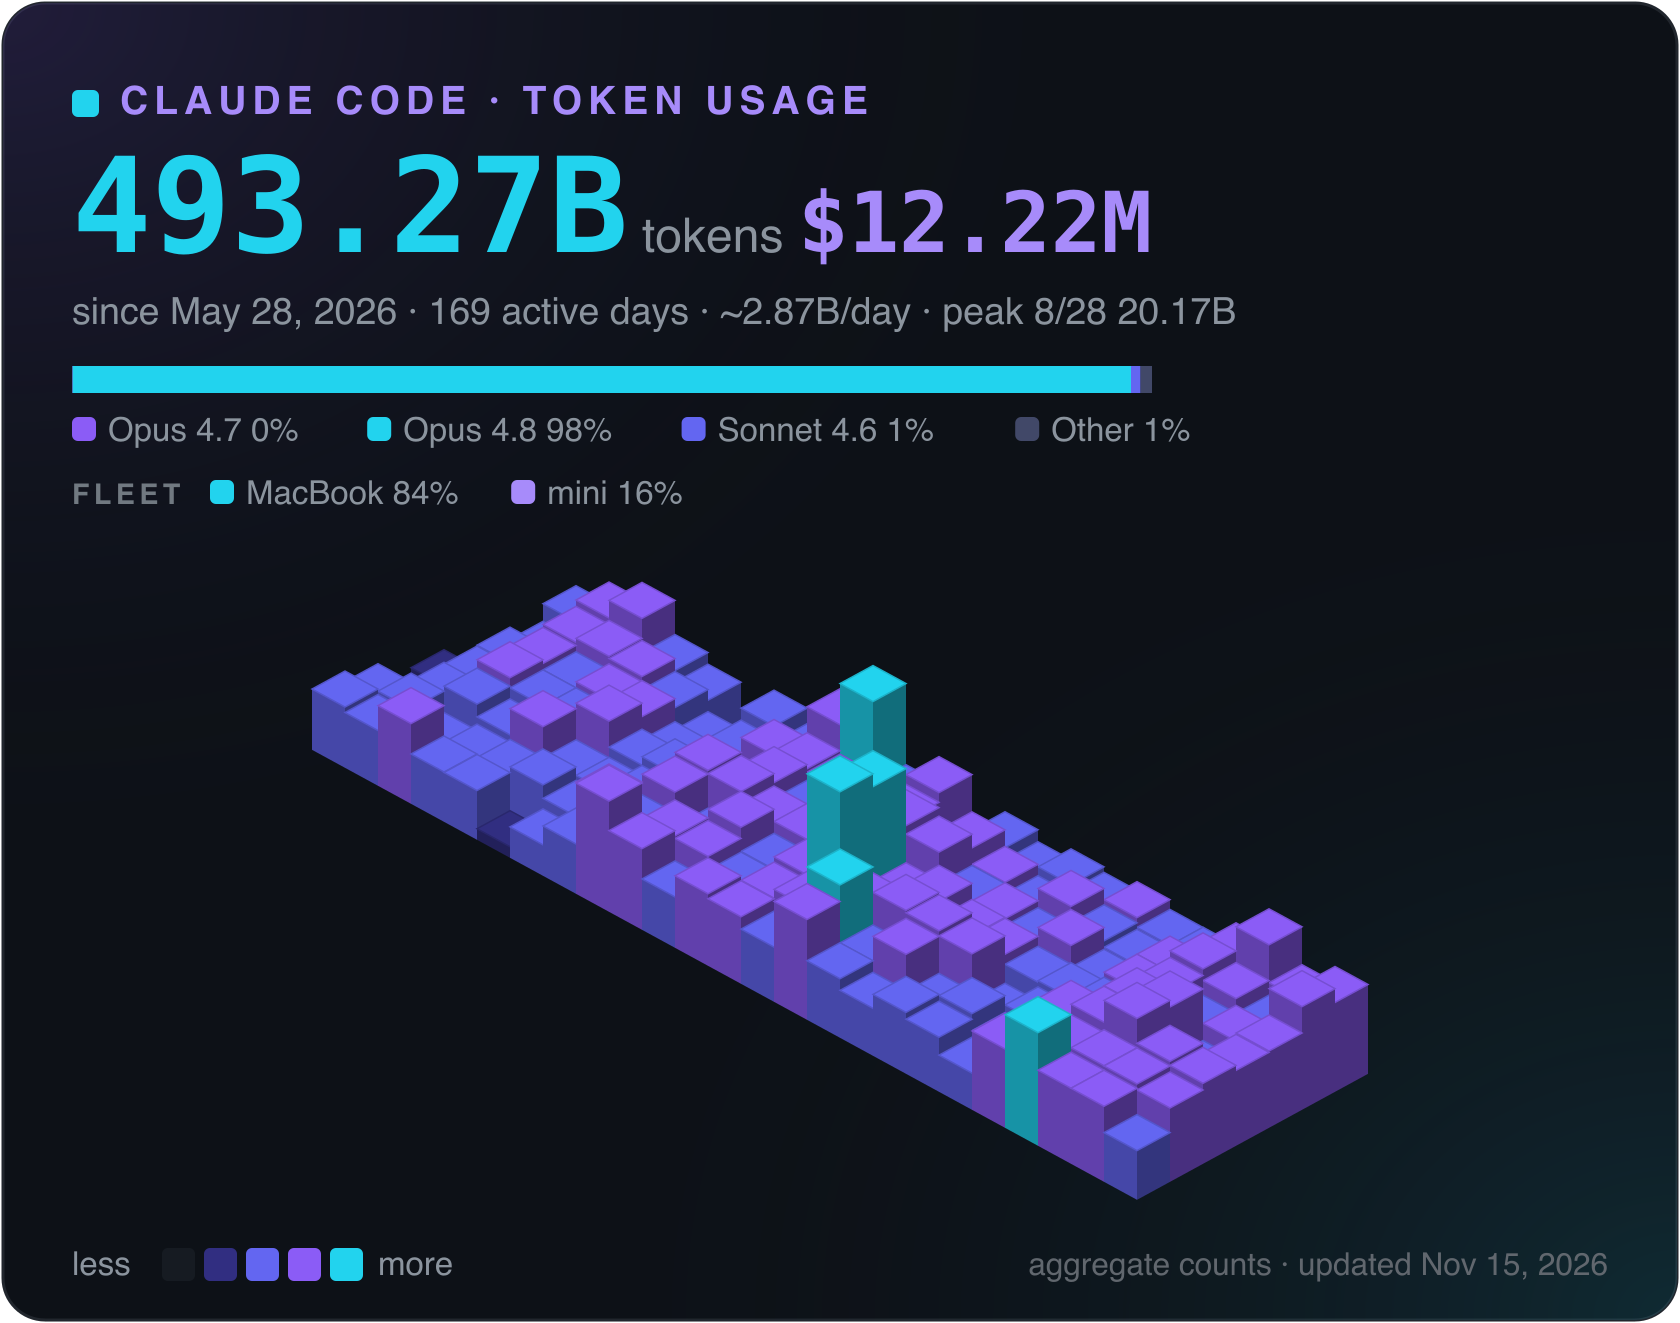 CLAUDE CODE · TOKEN USAGE
493.27B tokens $12.22M
since May 28, 2026 · 169 active days · ~2.87B/day · peak 8/28 20.17B
Opus 4.7 0% Opus 4.8 98% Sonnet 4.6 1% Other 1%
FLEET MacBook 84% mini 16%
less more
aggregate counts · updated Nov 15, 2026